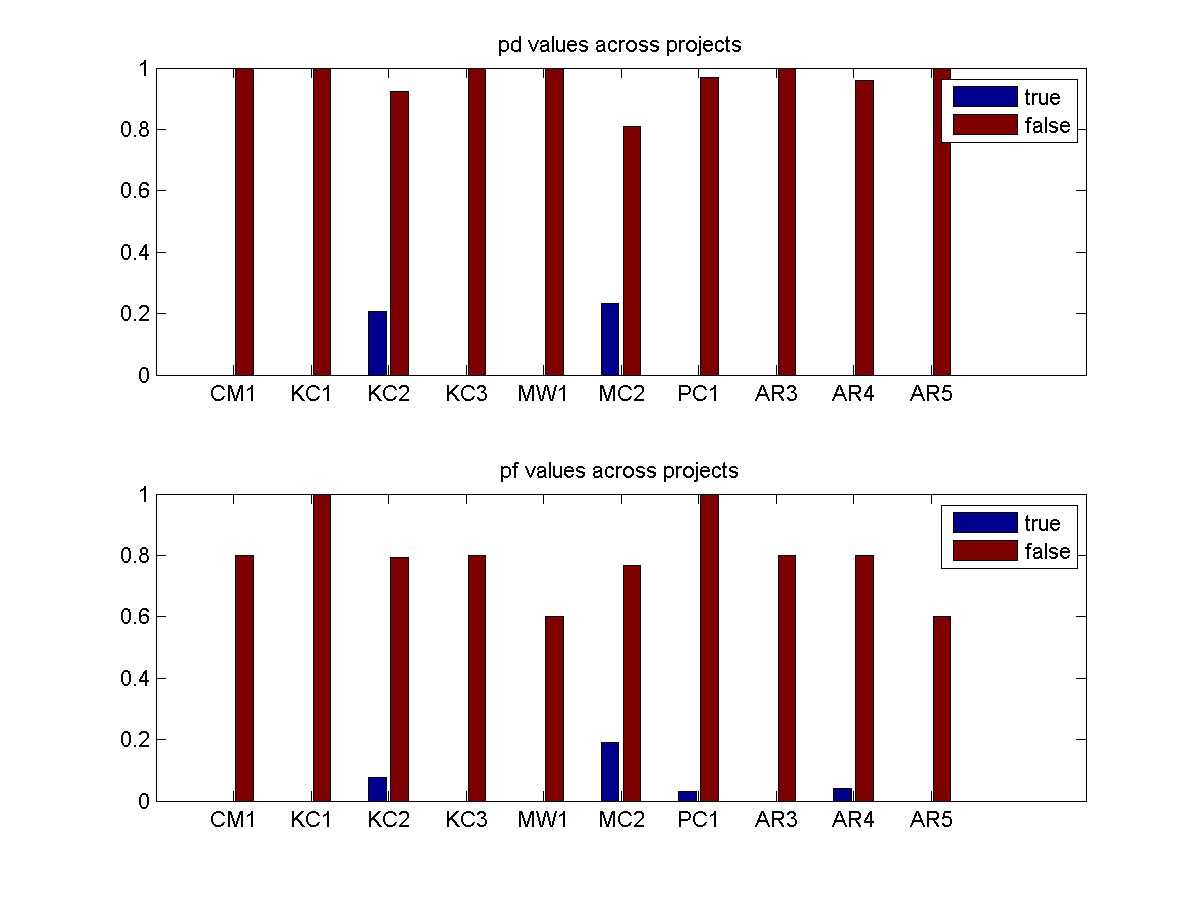 pd values across projects
1
0.8
0.6
0.4
0.2
0
true
false
CM1 KC1 KC2 KC3 MW1 MC2 PC1 AR3 AR4 AR5
pf values across projects
1
0.8
0.6
0.4
0.2
0
true
false
CM1 KC1 KC2 KC3 MW1 MC2 PC1 AR3 AR4 AR5